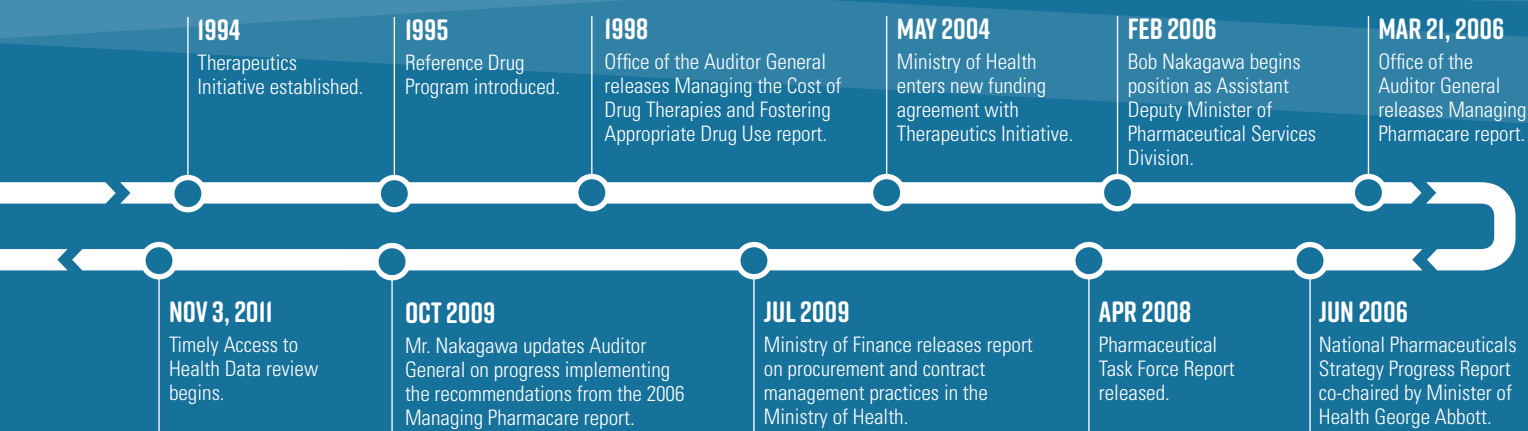 1994
Therapeutics
Initiative established.
1995
Reference Drug
Program introduced.
1998
Office of the Auditor General
releases Managing the Cost of
Drug Therapies and Fostering
Appropriate Drug Use report.
MAY 2004
Ministry of Health
enters new funding
agreement with
Therapeutics Initiative.
FEB 2006
Bob Nakagawa begins
position as Assistant
Deputy Minister of
Pharmaceutical Services
Division.
MAR 21, 2006
Office of the
Auditor General
releases Managing
Pharmacare report.
JUN 2006
National Pharmaceuticals
Strategy Progress Report
co-chaired by Minister of
Health George Abbott.
APR 2008
Pharmaceutical
Task Force Report
released.
JUL 2009
Ministry of Finance releases report
on procurement and contract
management practices in the
Ministry of Health.
OCT 2009
Mr. Nakagawa updates Auditor
General on progress implementing
the recommendations from the 2006
Managing Pharmacare report.
NOV 3, 2011
Timely Access to
Health Data review
begins.